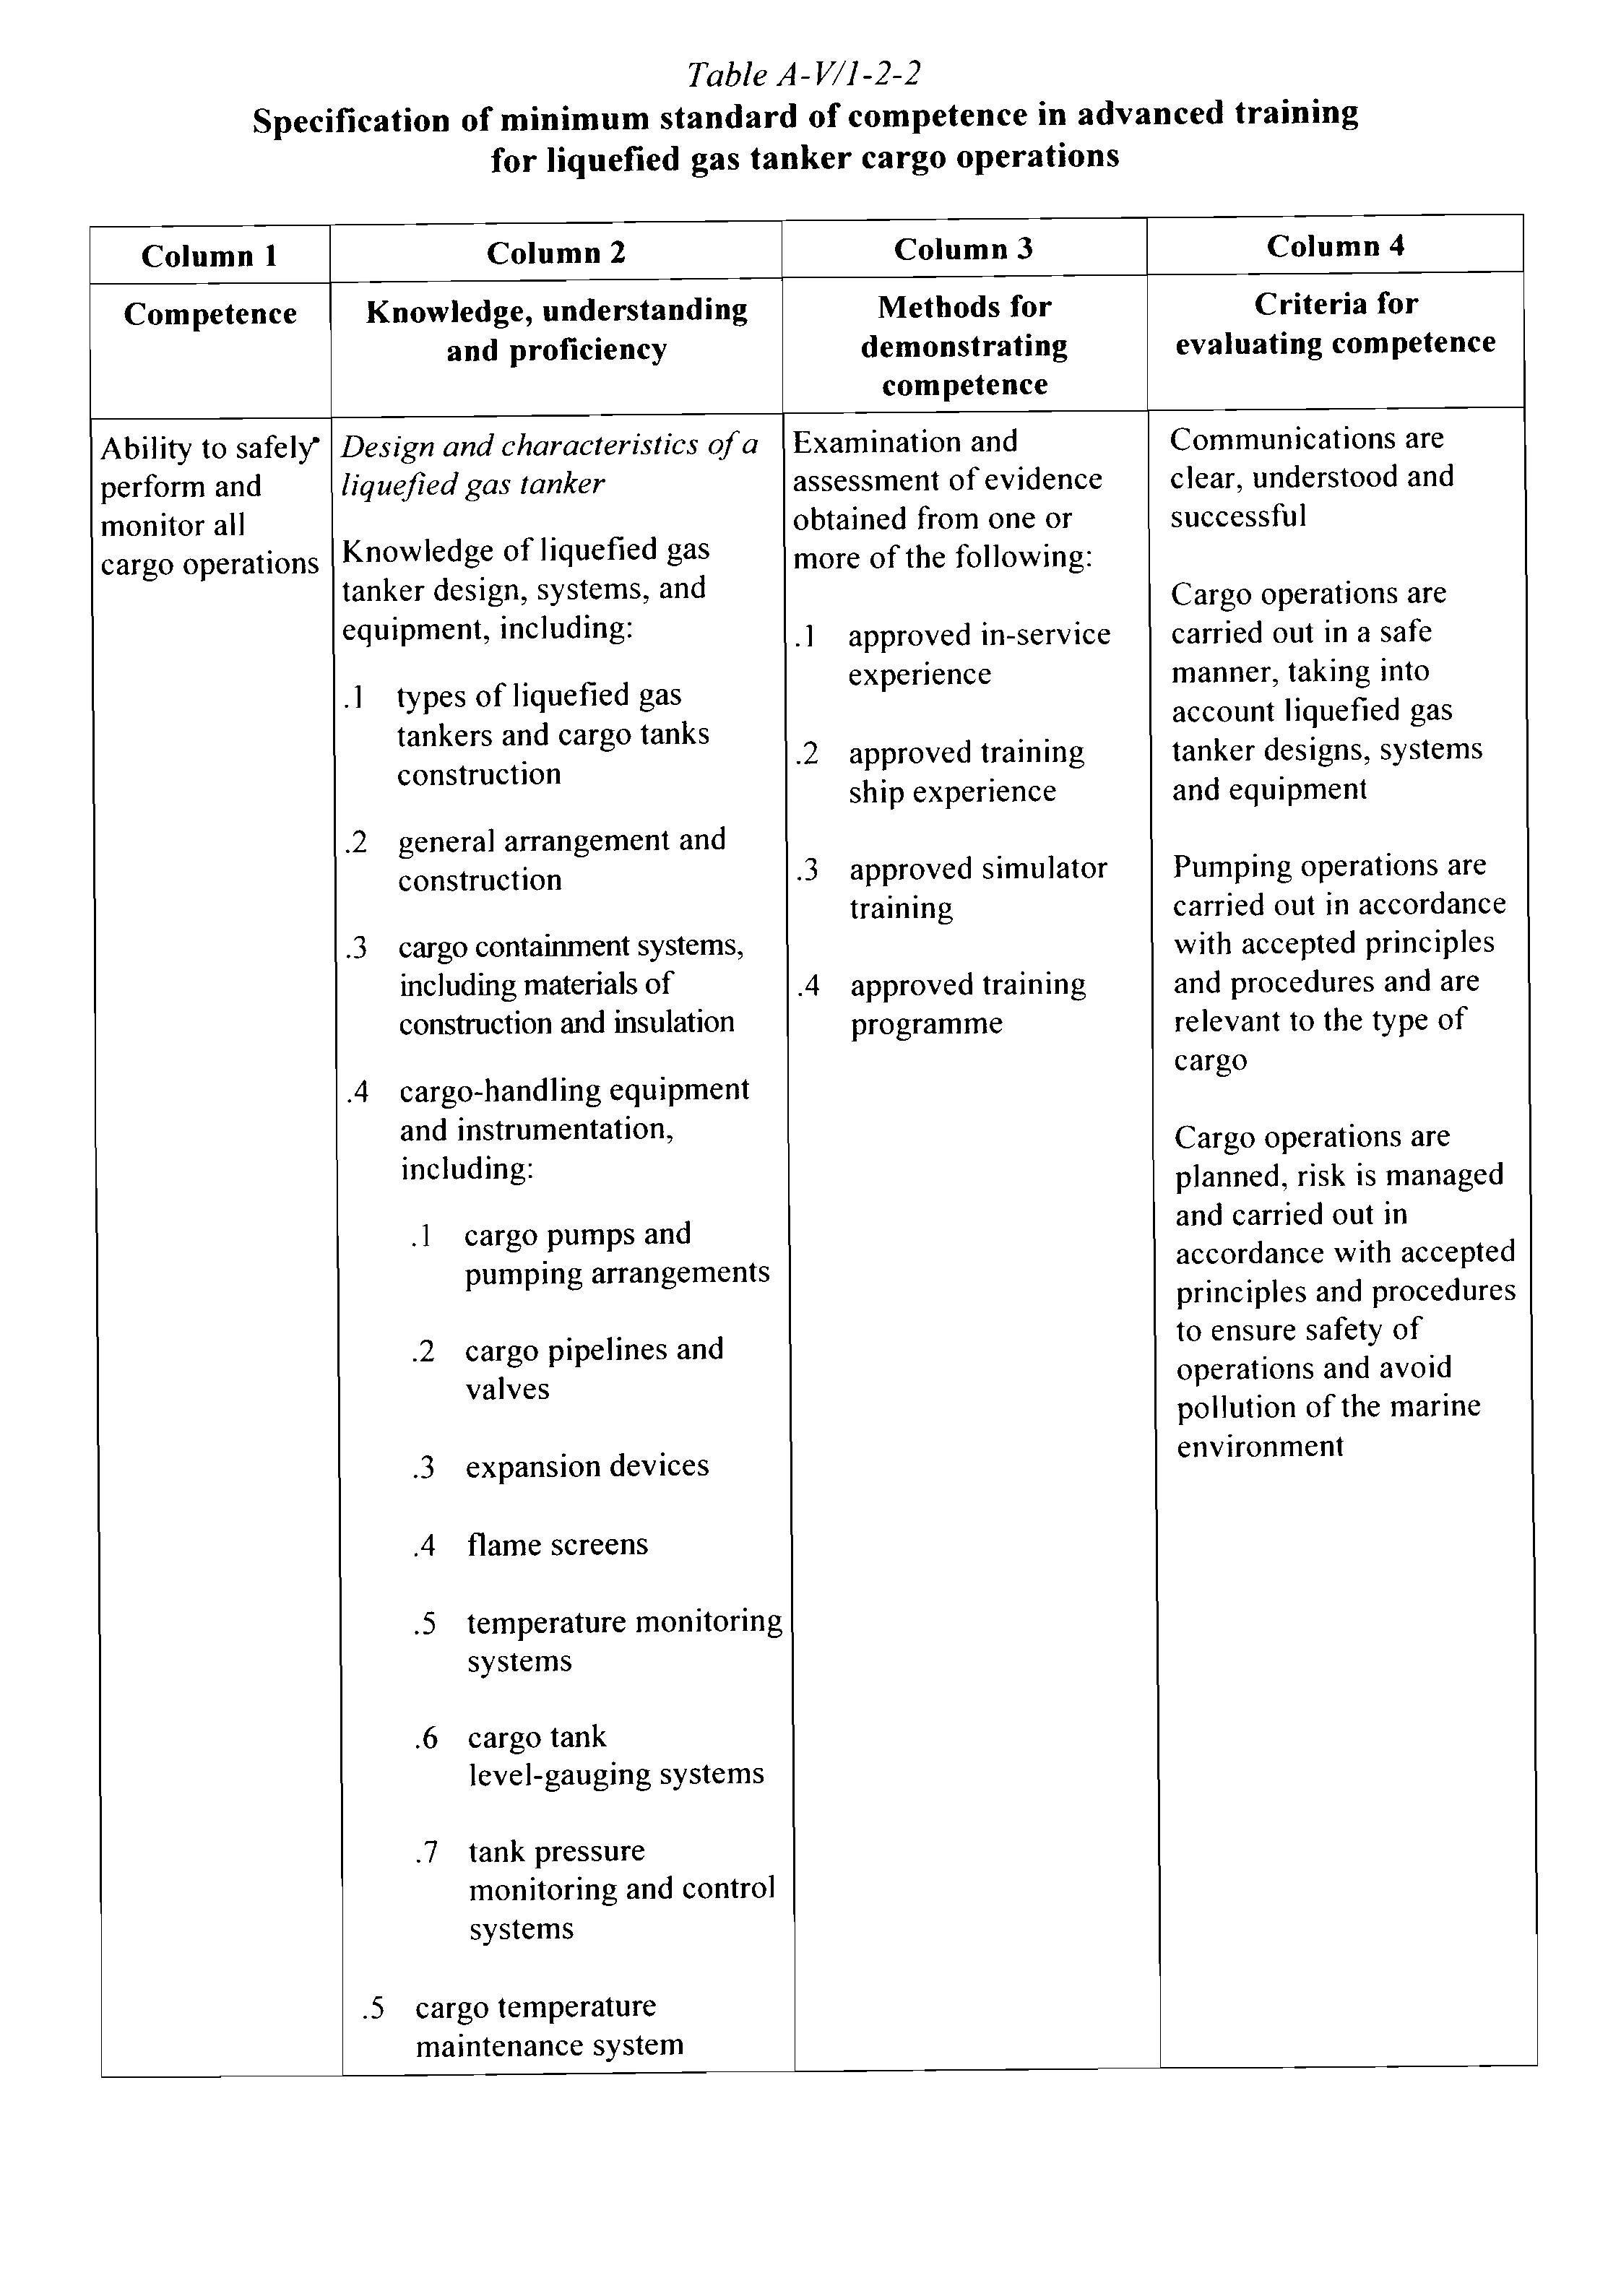 Table A-V/1-2-2
Specification of minimum standard of competence in advanced training
for liquefied gas tanker cargo operations
Column 1
Column 2
Column 3
Column 4
Competence
Knowledge, understanding
and proficiency
Methods for
demonstrating
competence
Criteria for
evaluating competence
Ability to safely
perform and
monitor all
cargo operations
Design and characteristics of a
liquefied gas tanker
Knowledge of liquefied gas
tanker design, systems, and
equipment, including:
.1 types of liquefied gas
tankers and cargo tanks
construction
.2 general arrangement and
construction
.3 cargo containment systems,
including materials of
construction and insulation
.4 cargo-handling equipment
and instrumentation,
including:
.1 cargo pumps and
pumping arrangements
.2 cargo pipelines and
valves
.3 expansion devices
.4 flame screens
.5 temperature monitoring
systems
.6 cargo tank
level-gauging systems
.7 tank pressure
monitoring and control
systems
.5 cargo temperature
maintenance system
Examination and
assessment of evidence
obtained from one or
more of the following:
.1 approved in-service
experience
.2 approved training
ship experience
.3 approved simulator
training
.4 approved training
programme
Communications are
clear, understood and
successful
Cargo operations are
carried out in a safe
manner, taking into
account liquefied gas
tanker designs, systems
and equipment
Pumping operations are
carried out in accordance
with accepted principles
and procedures and are
relevant to the type of
cargo
Cargo operations are
planned, risk is managed
and carried out in
accordance with accepted
principles and procedures
to ensure safety of
operations and avoid
pollution of the marine
environment